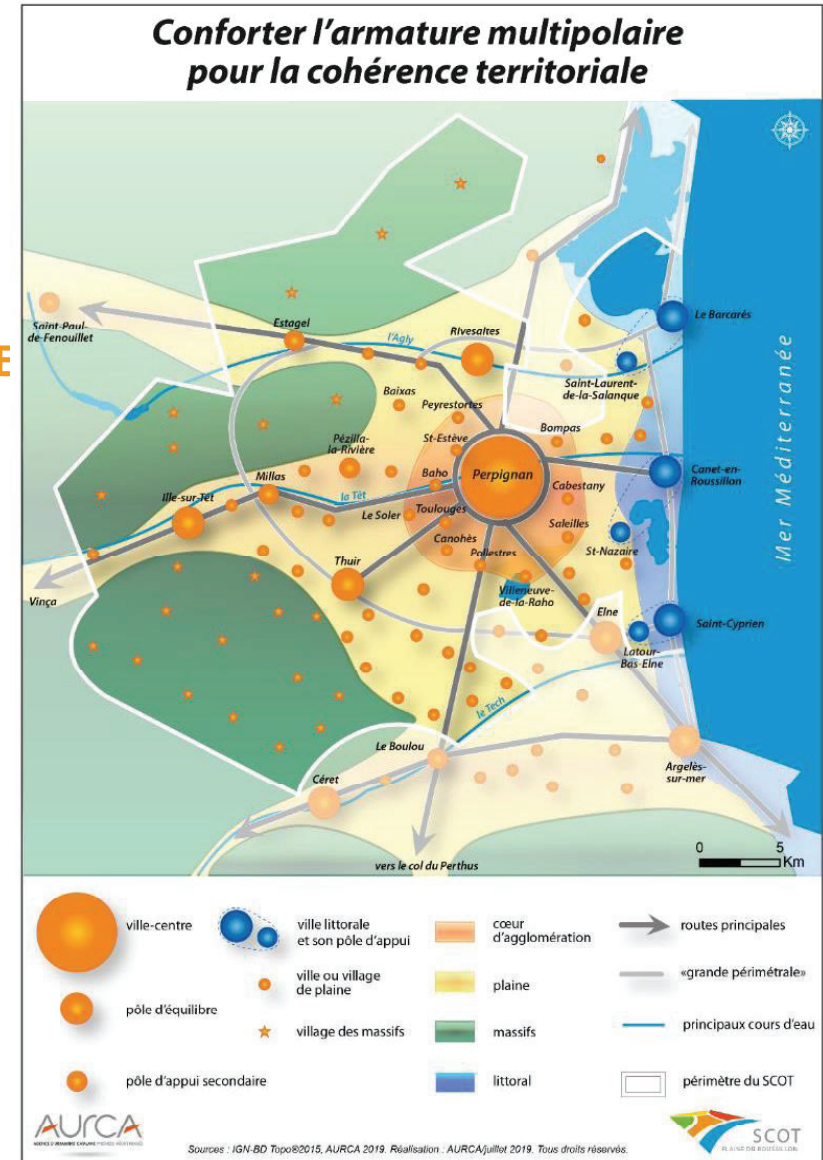 Conforter l'armature multipolaire
pour la cohérence territoriale
E
Saint-Paul-
de-Fenouillet
Estagel
l'Agly
Rivesaltes
Le Barcarès
Saint-Laurent-
de-la-Salanque
Mer Méditerranée
Baixas
Peyrestortes
Bompas
Pézilla-
la-Rivière
St-Estève
Perpignan
Canet-en-
Roussillon
Ille-sur-Têt
Millas
la Têt
Baho
Cabestany
Le Soler
Toulouges
Saleilles
Canohès
St-Nazaire
Thuir
Pollestres
Vinça
Villeneuve-
de-la-Raho
Elne
Saint-Cyprien
Latour-
Bas-Elne
le Tech
Le Boulou
Céret
Argelès-
sur-mer
vers le col du Perthus
0 5
Km
ville-centre
pôle d'équilibre
pôle d'appui secondaire
ville littorale
et son pôle d'appui
ville ou village
de plaine
village des massifs
cœur
d'agglomération
plaine
massifs
littoral
routes principales
«grande périmétrale»
principaux cours d'eau
périmètre du SCOT
AURCA
Sources : IGN-BD Topo®2015, AURCA 2019. Réalisation : AURCA/juillet 2019. Tous droits réservés.
SCOT
PLAINE DU ROUSSILLON